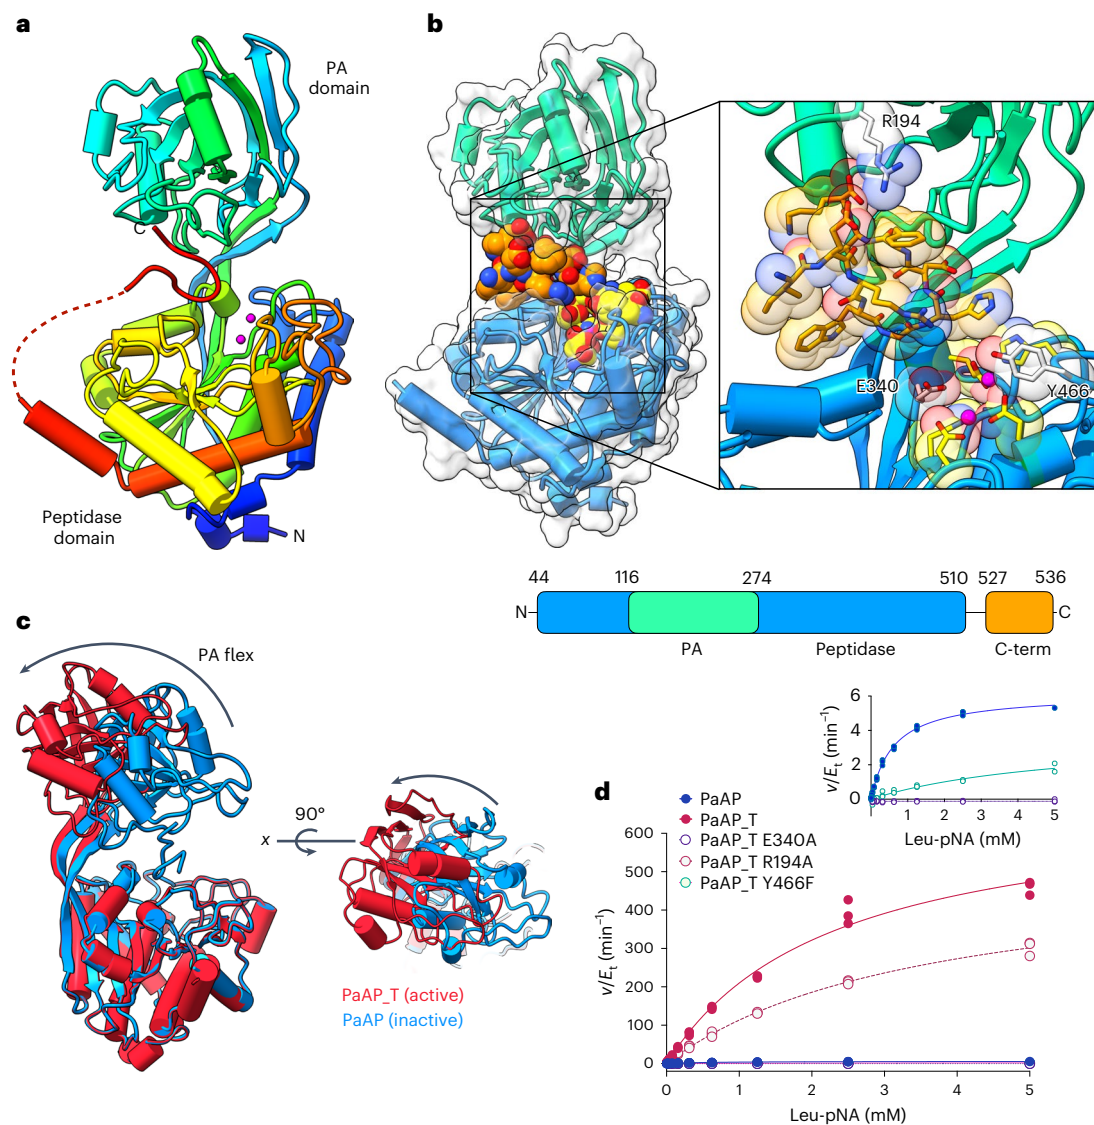 a
PA
domain
C
Peptidase
domain
N
b
R194
E340
Y466
44
116
274
510
527
536
N
C
PA
Peptidase
C-term
c
PA flex
x
90°
PaAP_T (active)
PaAP (inactive)
d
6
4
2
0
v/Et (min−1)
0
1
2
3
4
5
Leu-pNA (mM)
PaAP
PaAP_T
PaAP_T E340A
PaAP_T R194A
PaAP_T Y466F
600
500
400
300
200
100
0
v/Et (min−1)
0
1
2
3
4
5
Leu-pNA (mM)